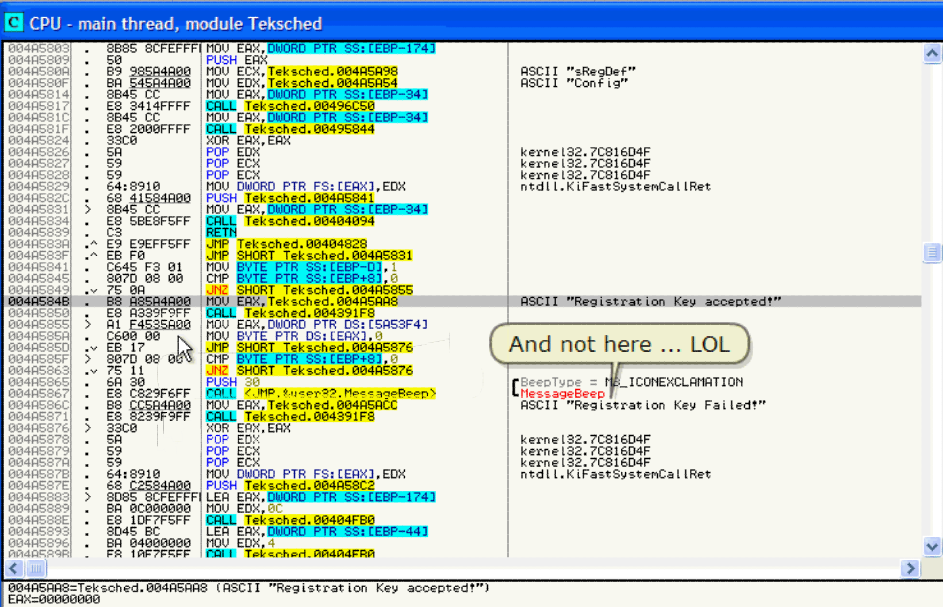 C CPU - main thread, module Teksched
004A5803 . 8B85 8CFEFFFF MOV EAX,DWORD PTR SS:[EBP-174]
004A5809 . 50 PUSH EAX
004A580A . B9 985A4A00 MOV ECX,Teksched.004A5A98 ASCII "sRegDef"
004A580F . BA 545A4A00 MOV EDX,Teksched.004A5A54 ASCII "Config"
004A5814 . 8B45 CC MOV EAX,DWORD PTR SS:[EBP-34]
004A5817 . E8 3414FFFF CALL Teksched.00496C50
004A581C . 8B45 CC MOV EAX,DWORD PTR SS:[EBP-34]
004A581F . E8 2000FFFF CALL Teksched.00495844
004A5824 . 33C0 XOR EAX,EAX
004A5826 . 5A POP EDX kernel32.7C816D4F
004A5827 . 59 POP ECX kernel32.7C816D4F
004A5828 . 59 POP ECX kernel32.7C816D4F
004A5829 . 64:8910 MOV DWORD PTR FS:[EAX],EDX ntdll.KiFastSystemCallRet
004A582C . 68 41584A00 PUSH Teksched.004A5841
004A5831 > 8B45 CC MOV EAX,DWORD PTR SS:[EBP-34]
004A5834 . E8 5BE8F5FF CALL Teksched.00404094
004A5839 . C3 RETN
004A583A .^ E9 E9EFF5FF JMP Teksched.00404828
004A583F .^ EB F0 JMP SHORT Teksched.004A5831
004A5841 . C645 F3 01 MOV BYTE PTR SS:[EBP-D],1
004A5845 . 807D 08 00 CMP BYTE PTR SS:[EBP+8],0
004A5849 .v 75 0A JNZ SHORT Teksched.004A5855
004A584B . B8 A85A4A00 MOV EAX,Teksched.004A5AA8 ASCII "Registration Key accepted!"
004A5850 . E8 A339F9FF CALL Teksched.004391F8
004A5855 > A1 F4535A00 MOV EAX,DWORD PTR DS:[5A53F4]
004A585A . C600 00 MOV BYTE PTR DS:[EAX],0
004A585D .v EB 17 JMP SHORT Teksched.004A5876
And not here ... LOL
004A585F > 807D 08 00 CMP BYTE PTR SS:[EBP+8],0
004A5863 .v 75 11 JNZ SHORT Teksched.004A5876
004A5865 . 6A 30 PUSH 30 BeepType = MB_ICONEXCLAMATION
004A5867 . E8 C829F6FF CALL <JMP.&user32.MessageBeep> MessageBeep
004A586C . B8 CC5A4A00 MOV EAX,Teksched.004A5ACC ASCII "Registration Key Failed!"
004A5871 . E8 8239F9FF CALL Teksched.004391F8
004A5876 > 33C0 XOR EAX,EAX
004A5878 . 5A POP EDX kernel32.7C816D4F
004A5879 . 59 POP ECX kernel32.7C816D4F
004A587A . 59 POP ECX kernel32.7C816D4F
004A587B . 64:8910 MOV DWORD PTR FS:[EAX],EDX ntdll.KiFastSystemCallRet
004A587E . 68 C2584A00 PUSH Teksched.004A58C2
004A5883 > 8D85 8CFEFFFF LEA EAX,DWORD PTR SS:[EBP-174]
004A5889 . BA 0C000000 MOV EDX,0C
004A588E . E8 1DF7F5FF CALL Teksched.00404FB0
004A5893 . 8D45 BC LEA EAX,DWORD PTR SS:[EBP-44]
004A5896 . BA 04000000 MOV EDX,4
004A589B . E8 10F7F5FF CALL Teksched.00404FB0
004A5AA8=Teksched.004A5AA8 (ASCII "Registration Key accepted!")
EAX=00000000